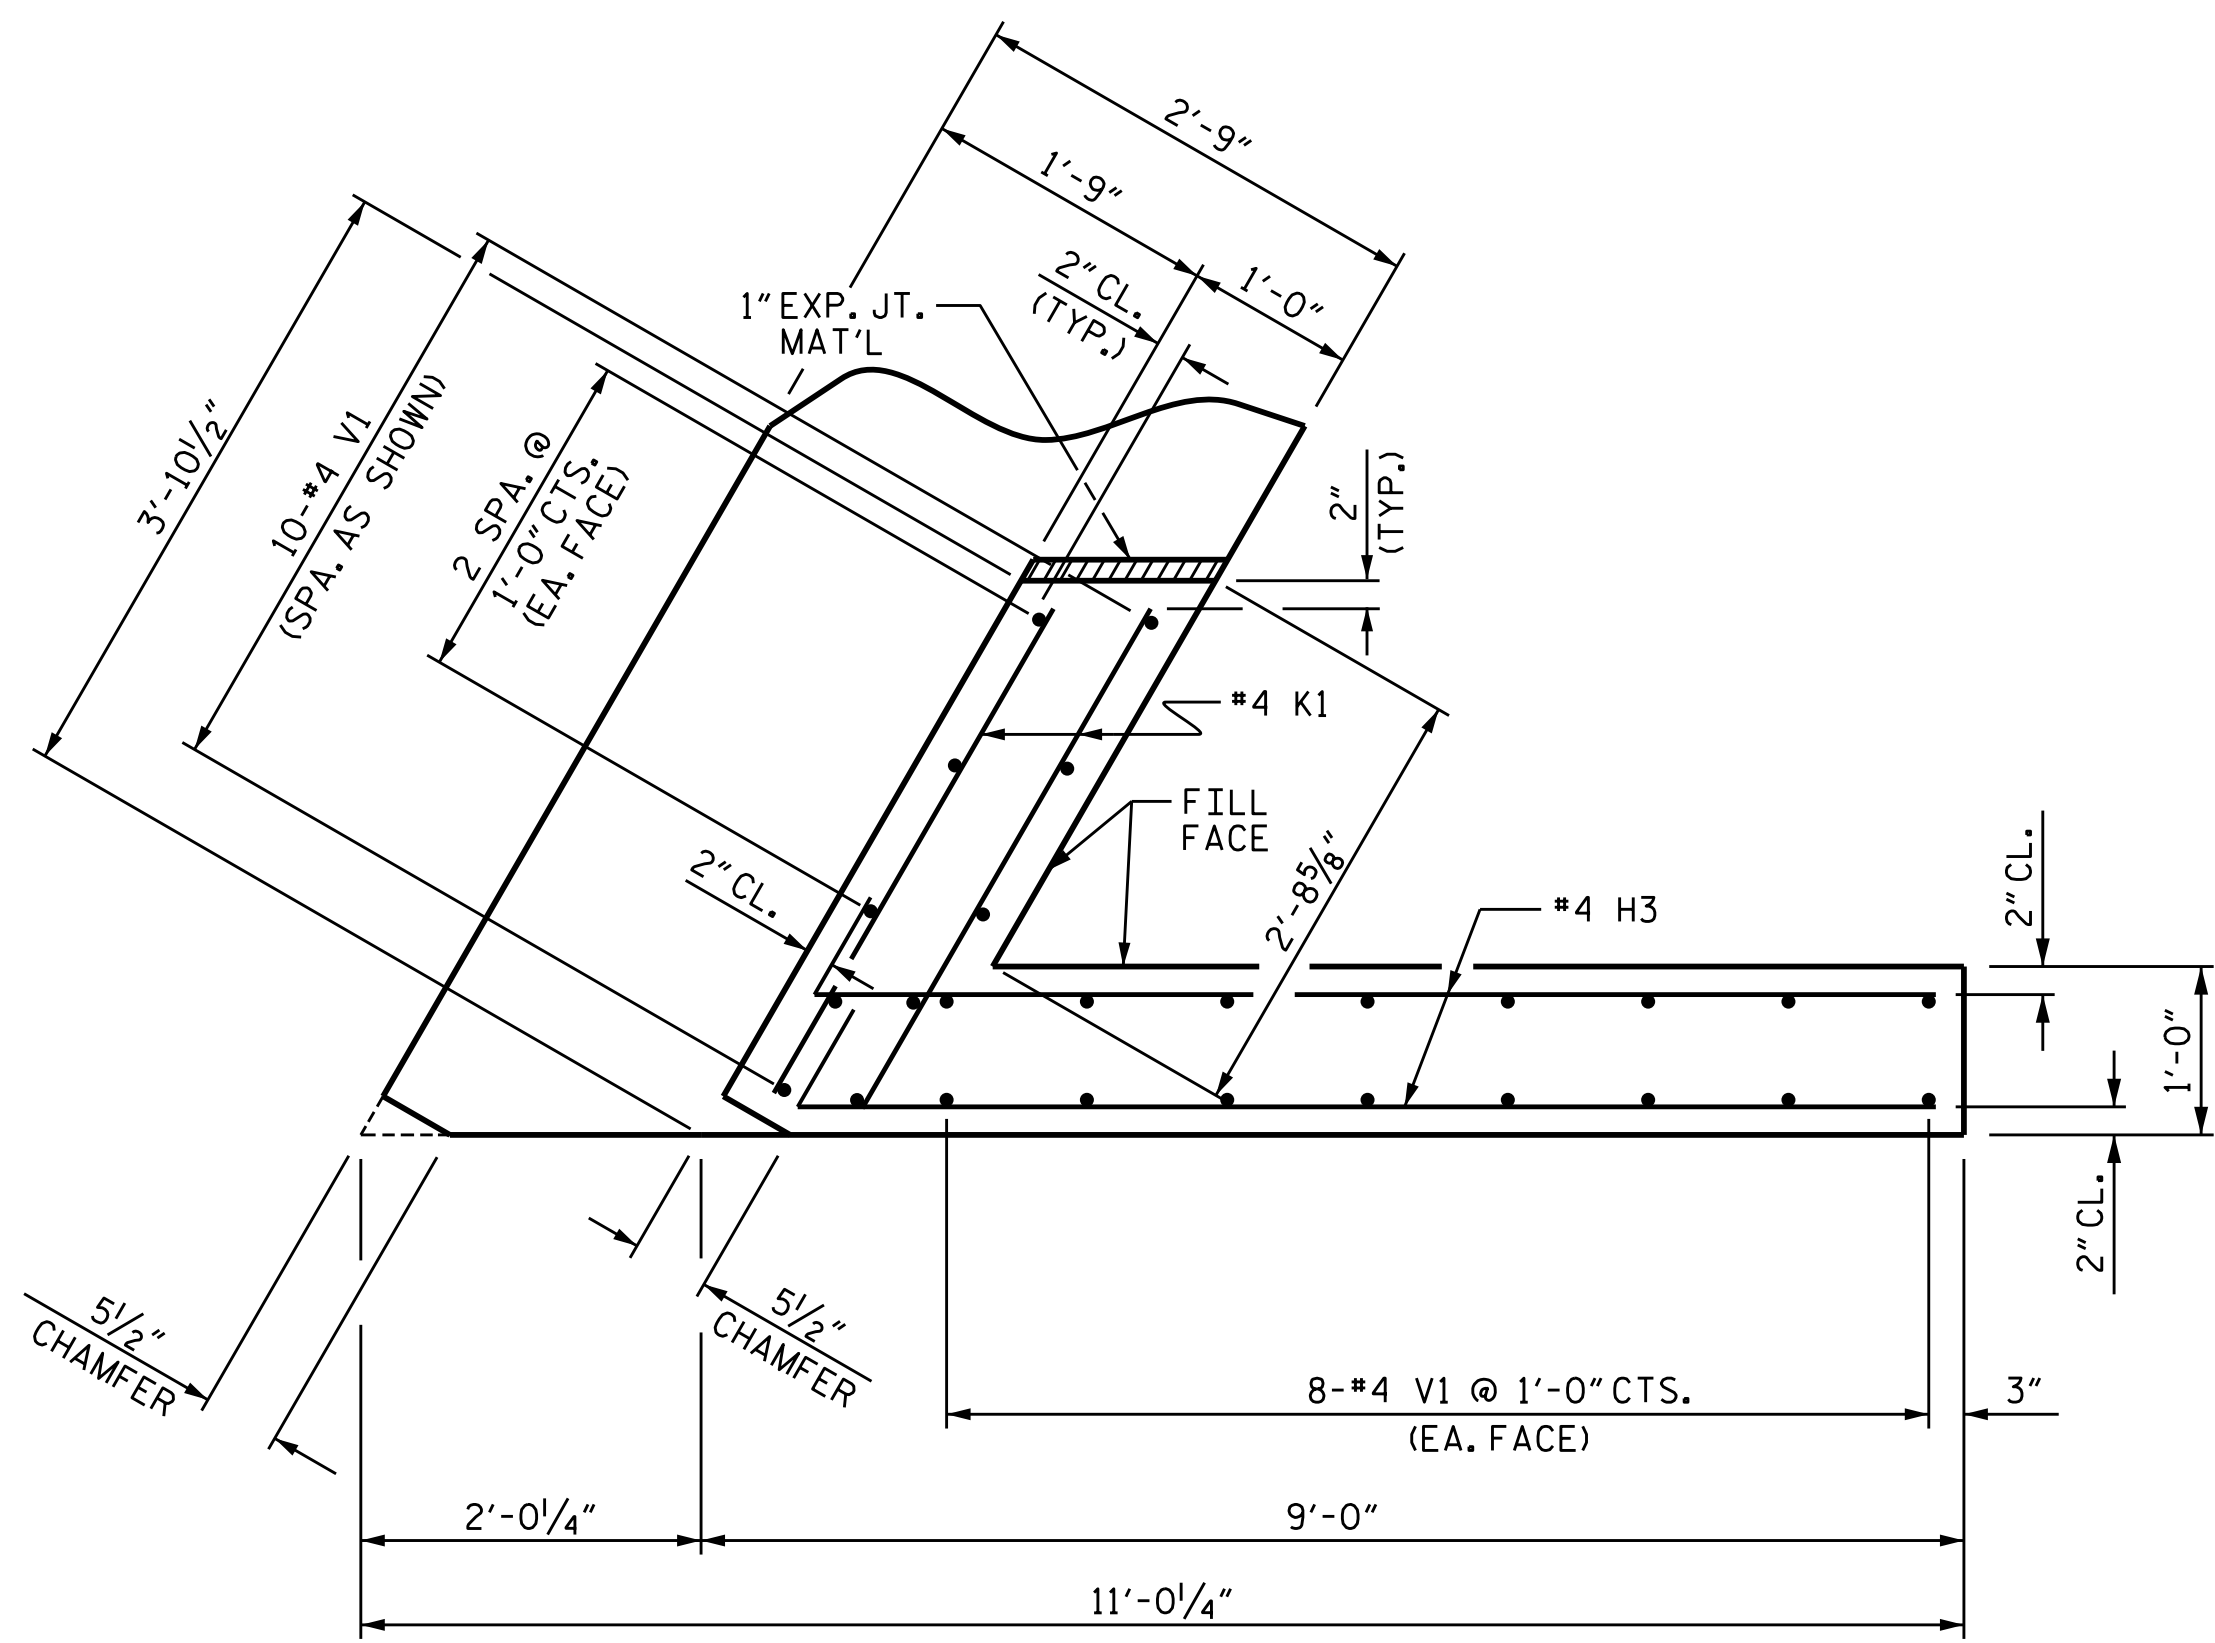 2'-9"
1'-9"
1'-0"
2"CL.
(TYP.)
1"EXP. JT.
MAT'L
3'-10½"
10-#4 V1
(SPA. AS SHOWN)
2 SPA. @
1'-0"CTS.
(EA. FACE)
2"
(TYP.)
#4 K1
FILL
FACE
2"CL.
2'-8⅝"
#4 H3
2"CL.
1'-0"
2"CL.
5½"
CHAMFER
5½"
CHAMFER
8-#4 V1 @ 1'-0"CTS.
(EA. FACE)
3"
2'-0¼"
9'-0"
11'-0¼"